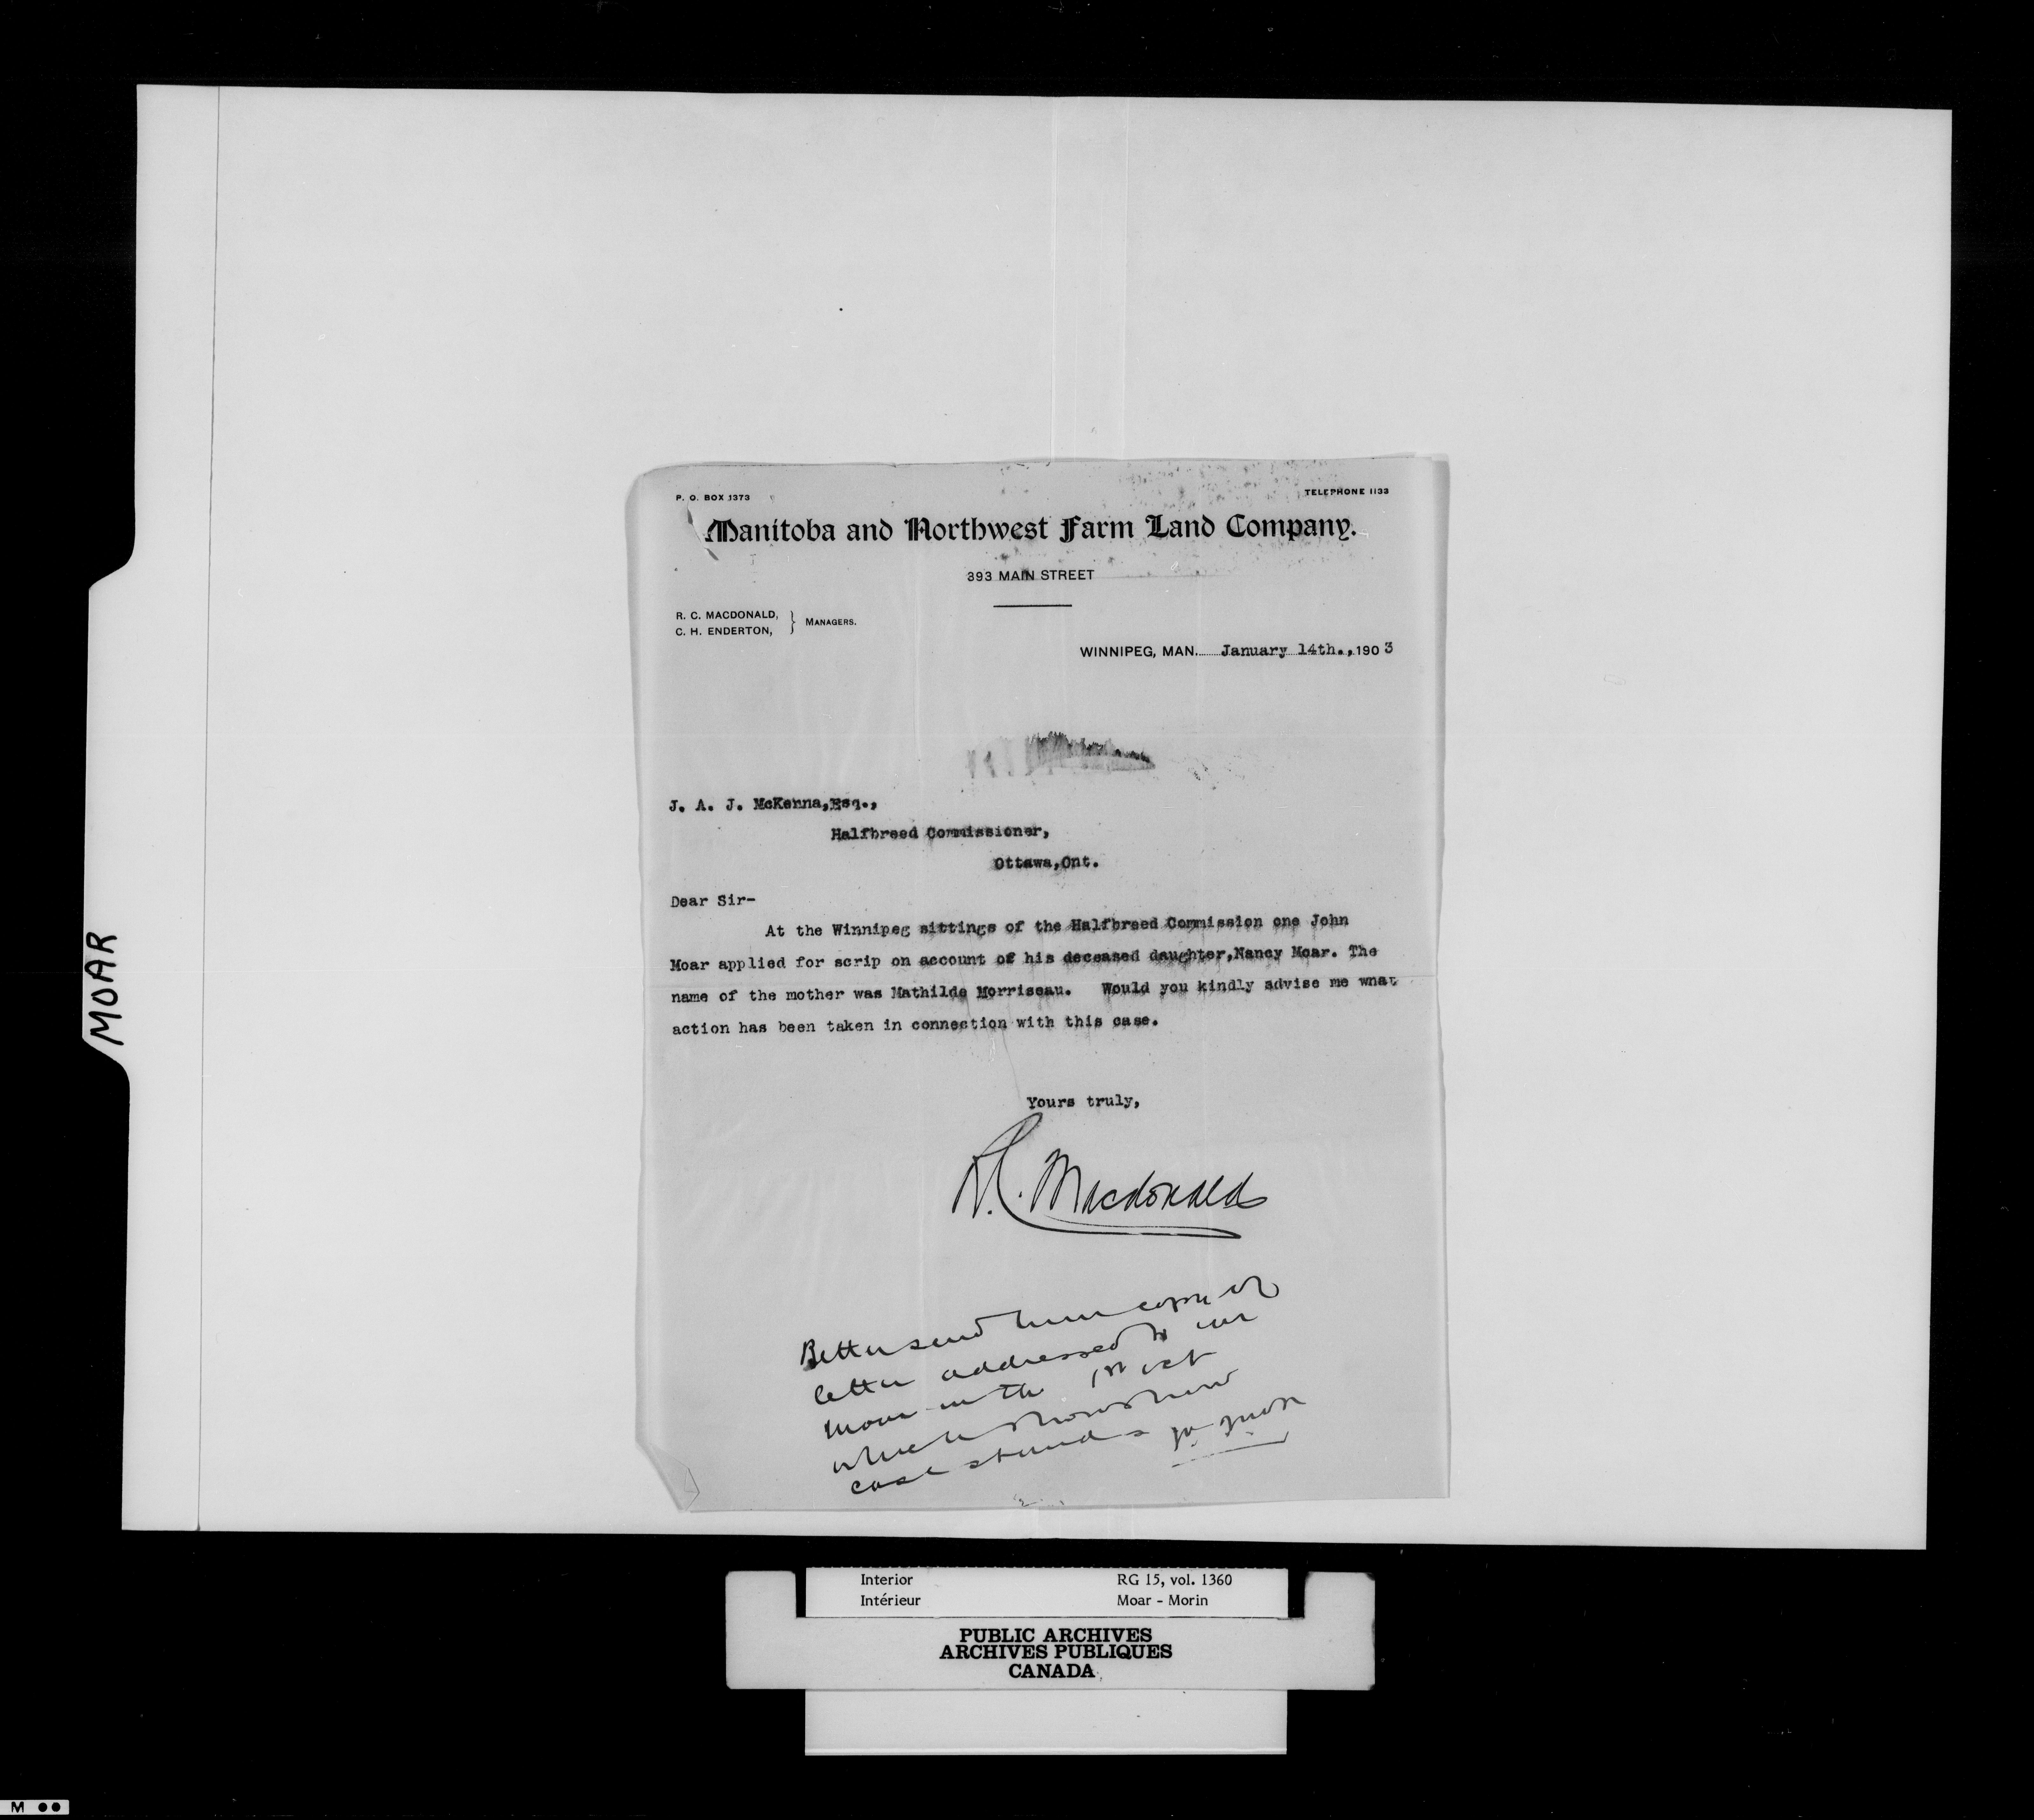 MOAR
P. O. BOX 1373
TELEPHONE 1133
Manitoba and Northwest Farm Land Company.
393 MAIN STREET
R. C. MACDONALD,
C. H. ENDERTON,
} MANAGERS.
WINNIPEG, MAN. January 14th., 1903
J. A. J. McKenna,Esq.,
Halfbreed Commissioner,
Ottawa,Ont.
Dear Sir-
At the Winnipeg sittings of the Halfbreed Commission one John
Moar applied for scrip on account of his deceased daughter,Nancy Moar. The
name of the mother was Mathilde Morriseau. Would you kindly advise me what
action has been taken in connection with this case.
Yours truly,
R.C. Macdonald
Better send him copy of
letter addressed to
Moar in the 1st
which shows how
case stands
Interior
Intérieur
RG 15, vol. 1360
Moar - Morin
PUBLIC ARCHIVES
ARCHIVES PUBLIQUES
CANADA
M